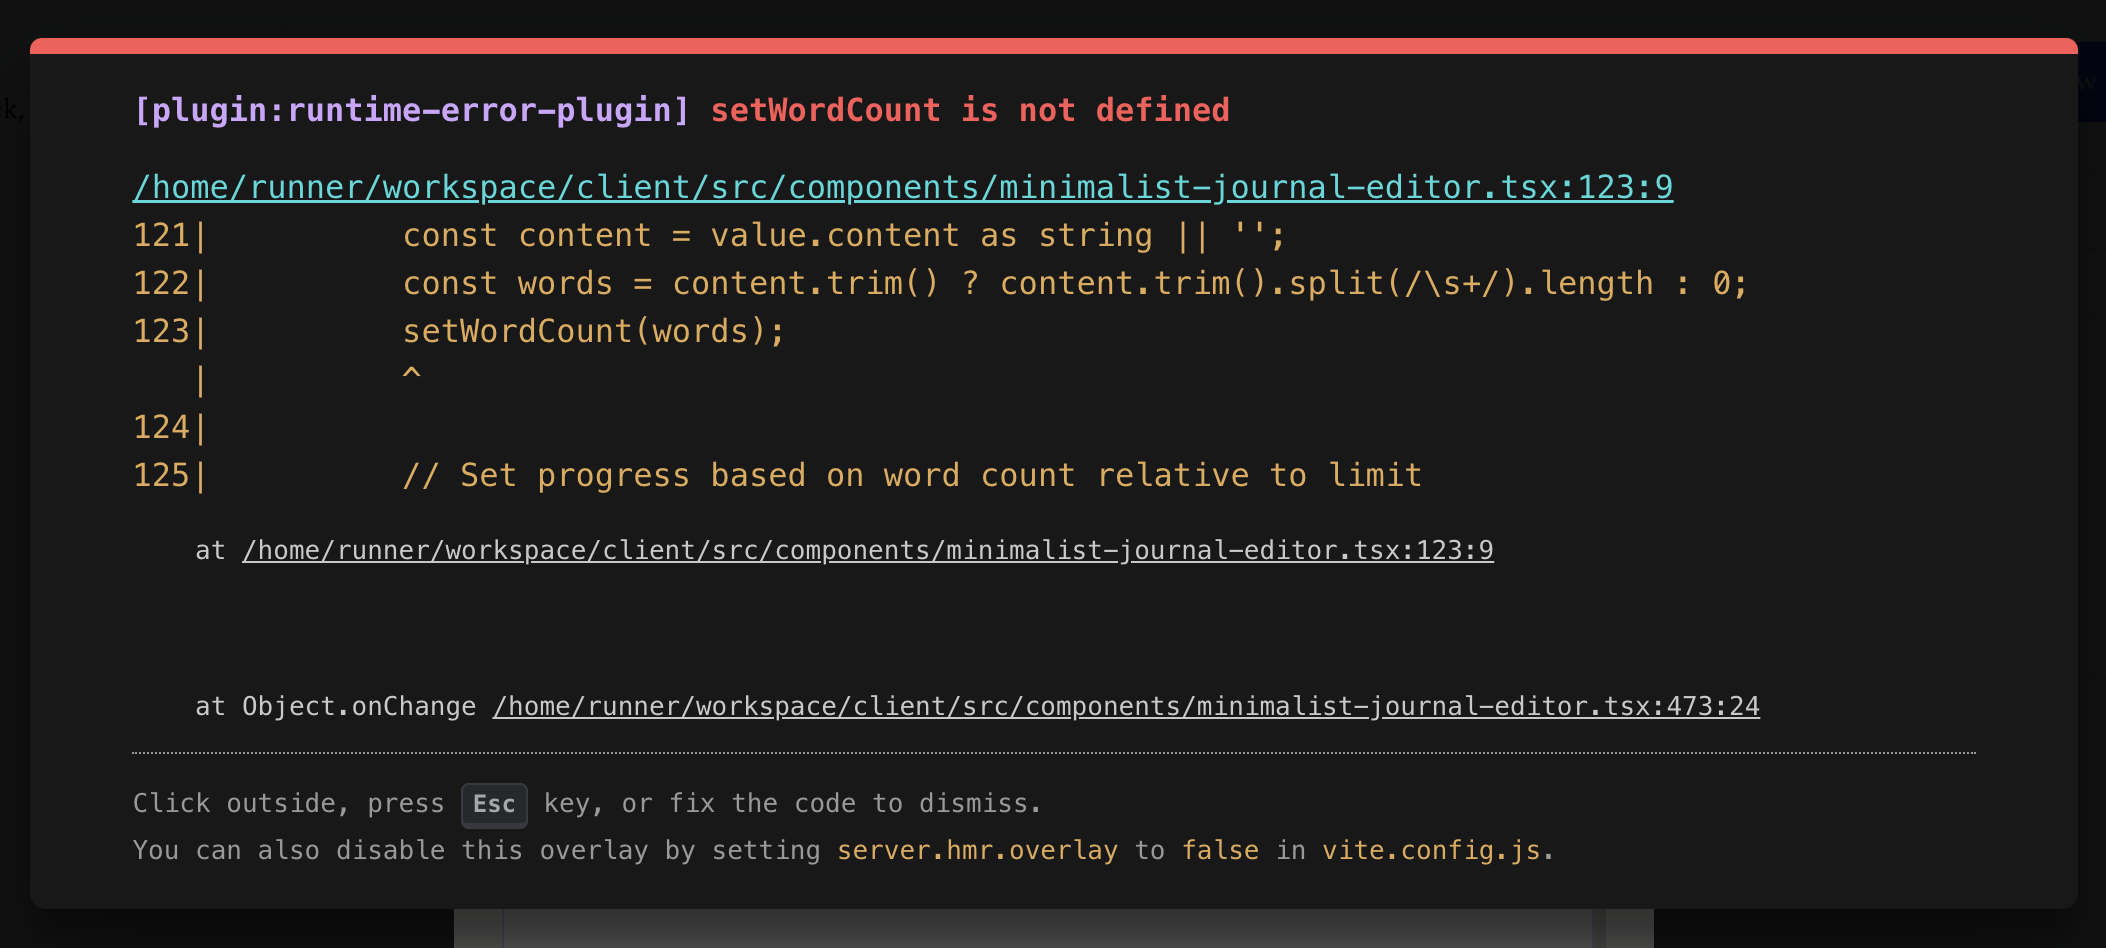 [plugin:runtime-error-plugin] setWordCount is not defined
/home/runner/workspace/client/src/components/minimalist-journal-editor.tsx:123:9
121|          const content = value.content as string || '';
122|          const words = content.trim() ? content.trim().split(/\s+/).length : 0;
123|          setWordCount(words);
   |          ^
124|
125|          // Set progress based on word count relative to limit
at /home/runner/workspace/client/src/components/minimalist-journal-editor.tsx:123:9
at Object.onChange /home/runner/workspace/client/src/components/minimalist-journal-editor.tsx:473:24
Click outside, press Esc key, or fix the code to dismiss.
You can also disable this overlay by setting server.hmr.overlay to false in vite.config.js.